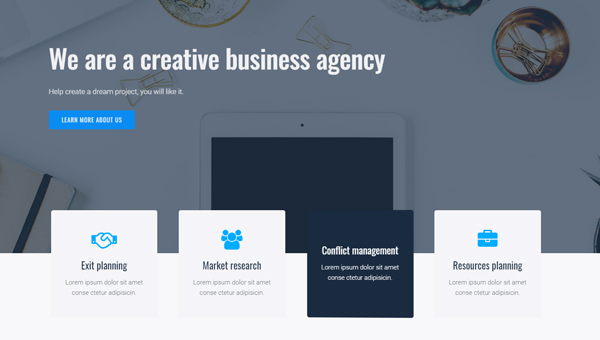 We are a creative business agency
Help create a dream project, you will like it.
LEARN MORE ABOUT US
Exit planning
Lorem ipsum dolor sit amet
conse ctetur adipisicin.
Market research
Lorem ipsum dolor sit amet
conse ctetur adipisicin.
Conflict management
Lorem ipsum dolor sit amet
conse ctetur adipisicin.
Resources planning
Lorem ipsum dolor sit amet
conse ctetur adipisicin.